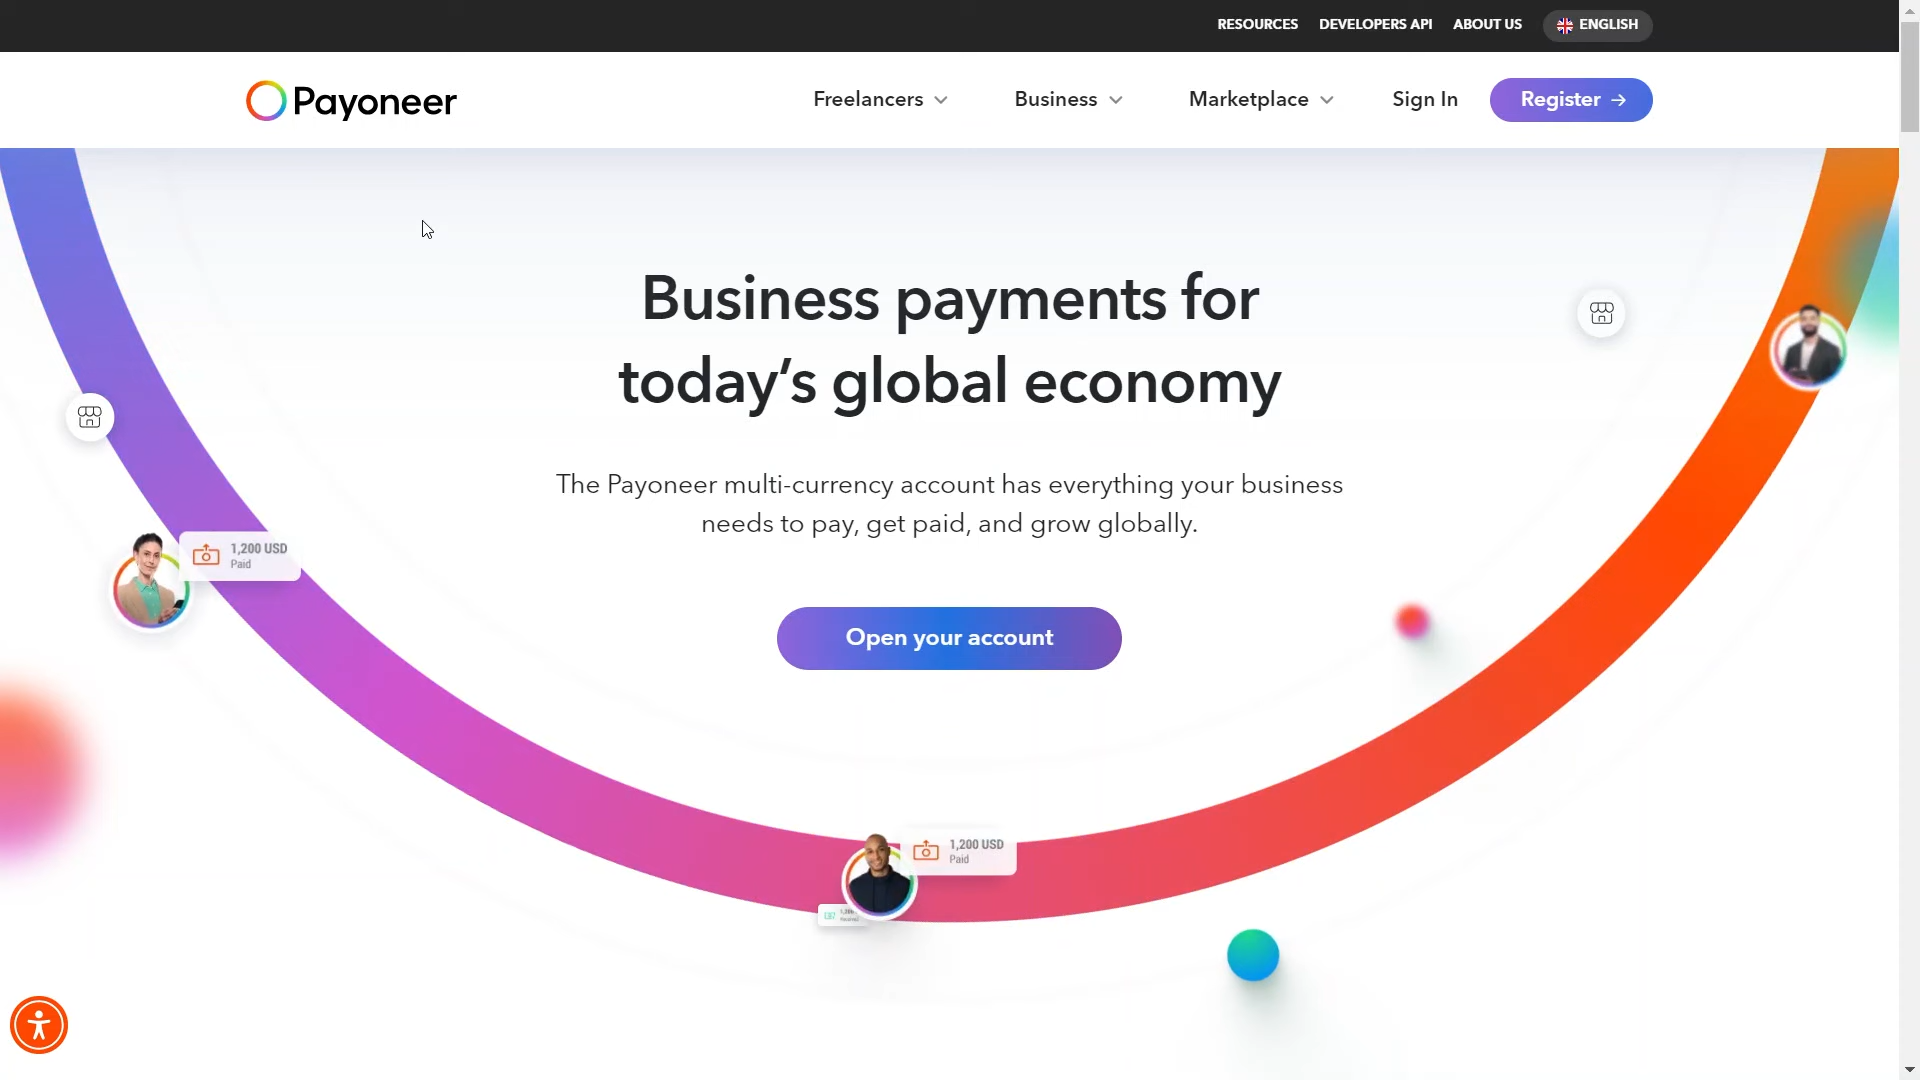 RESOURCES DEVELOPERS API ABOUT US ENGLISH
Payoneer Freelancers Business Marketplace Sign In Register
Business payments for
today’s global economy
The Payoneer multi-currency account has everything your business
needs to pay, get paid, and grow globally.
1,200 USD
Paid
Open your account
1,200 USD
Paid